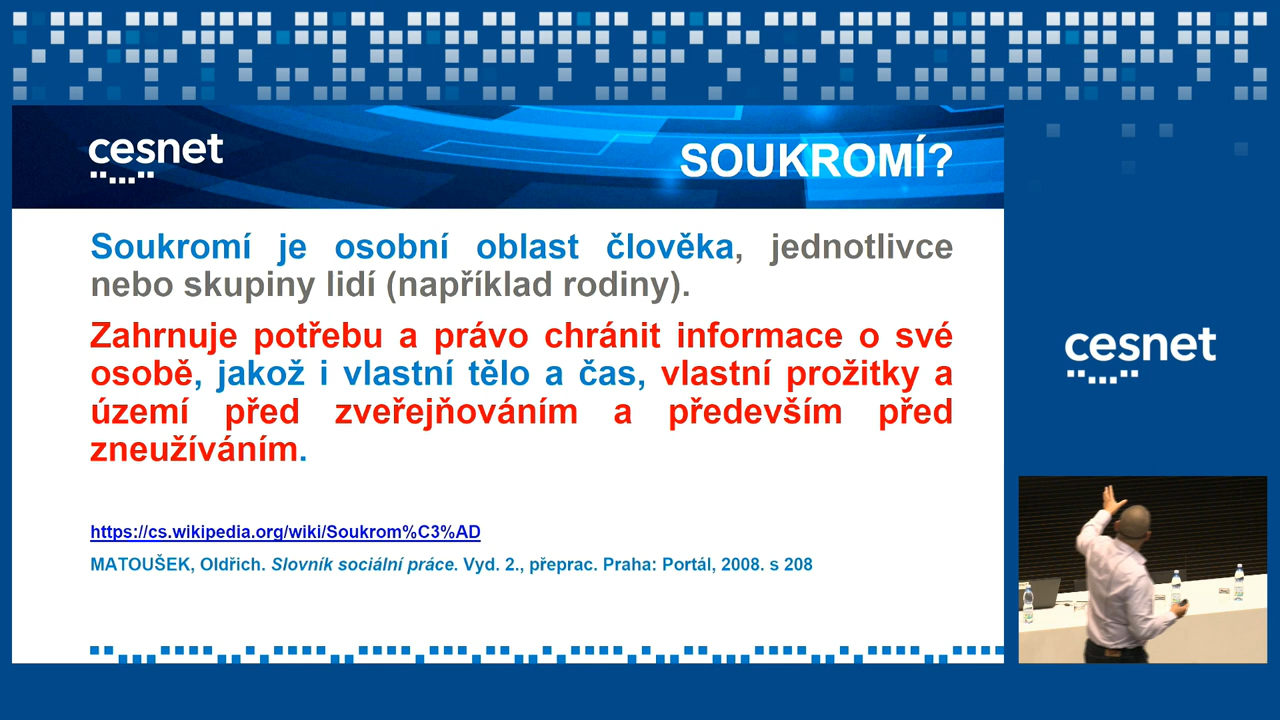 cesnet
SOUKROMÍ?
Soukromí je osobní oblast člověka, jednotlivce
nebo skupiny lidí (například rodiny).
Zahrnuje potřebu a právo chránit informace o své
osobě, jakož i vlastní tělo a čas, vlastní prožitky a
území před zveřejňováním a především před
zneužíváním.
https://cs.wikipedia.org/wiki/Soukrom%C3%AD
MATOUŠEK, Oldřich. Slovník sociální práce. Vyd. 2., přeprac. Praha: Portál, 2008. s 208
cesnet